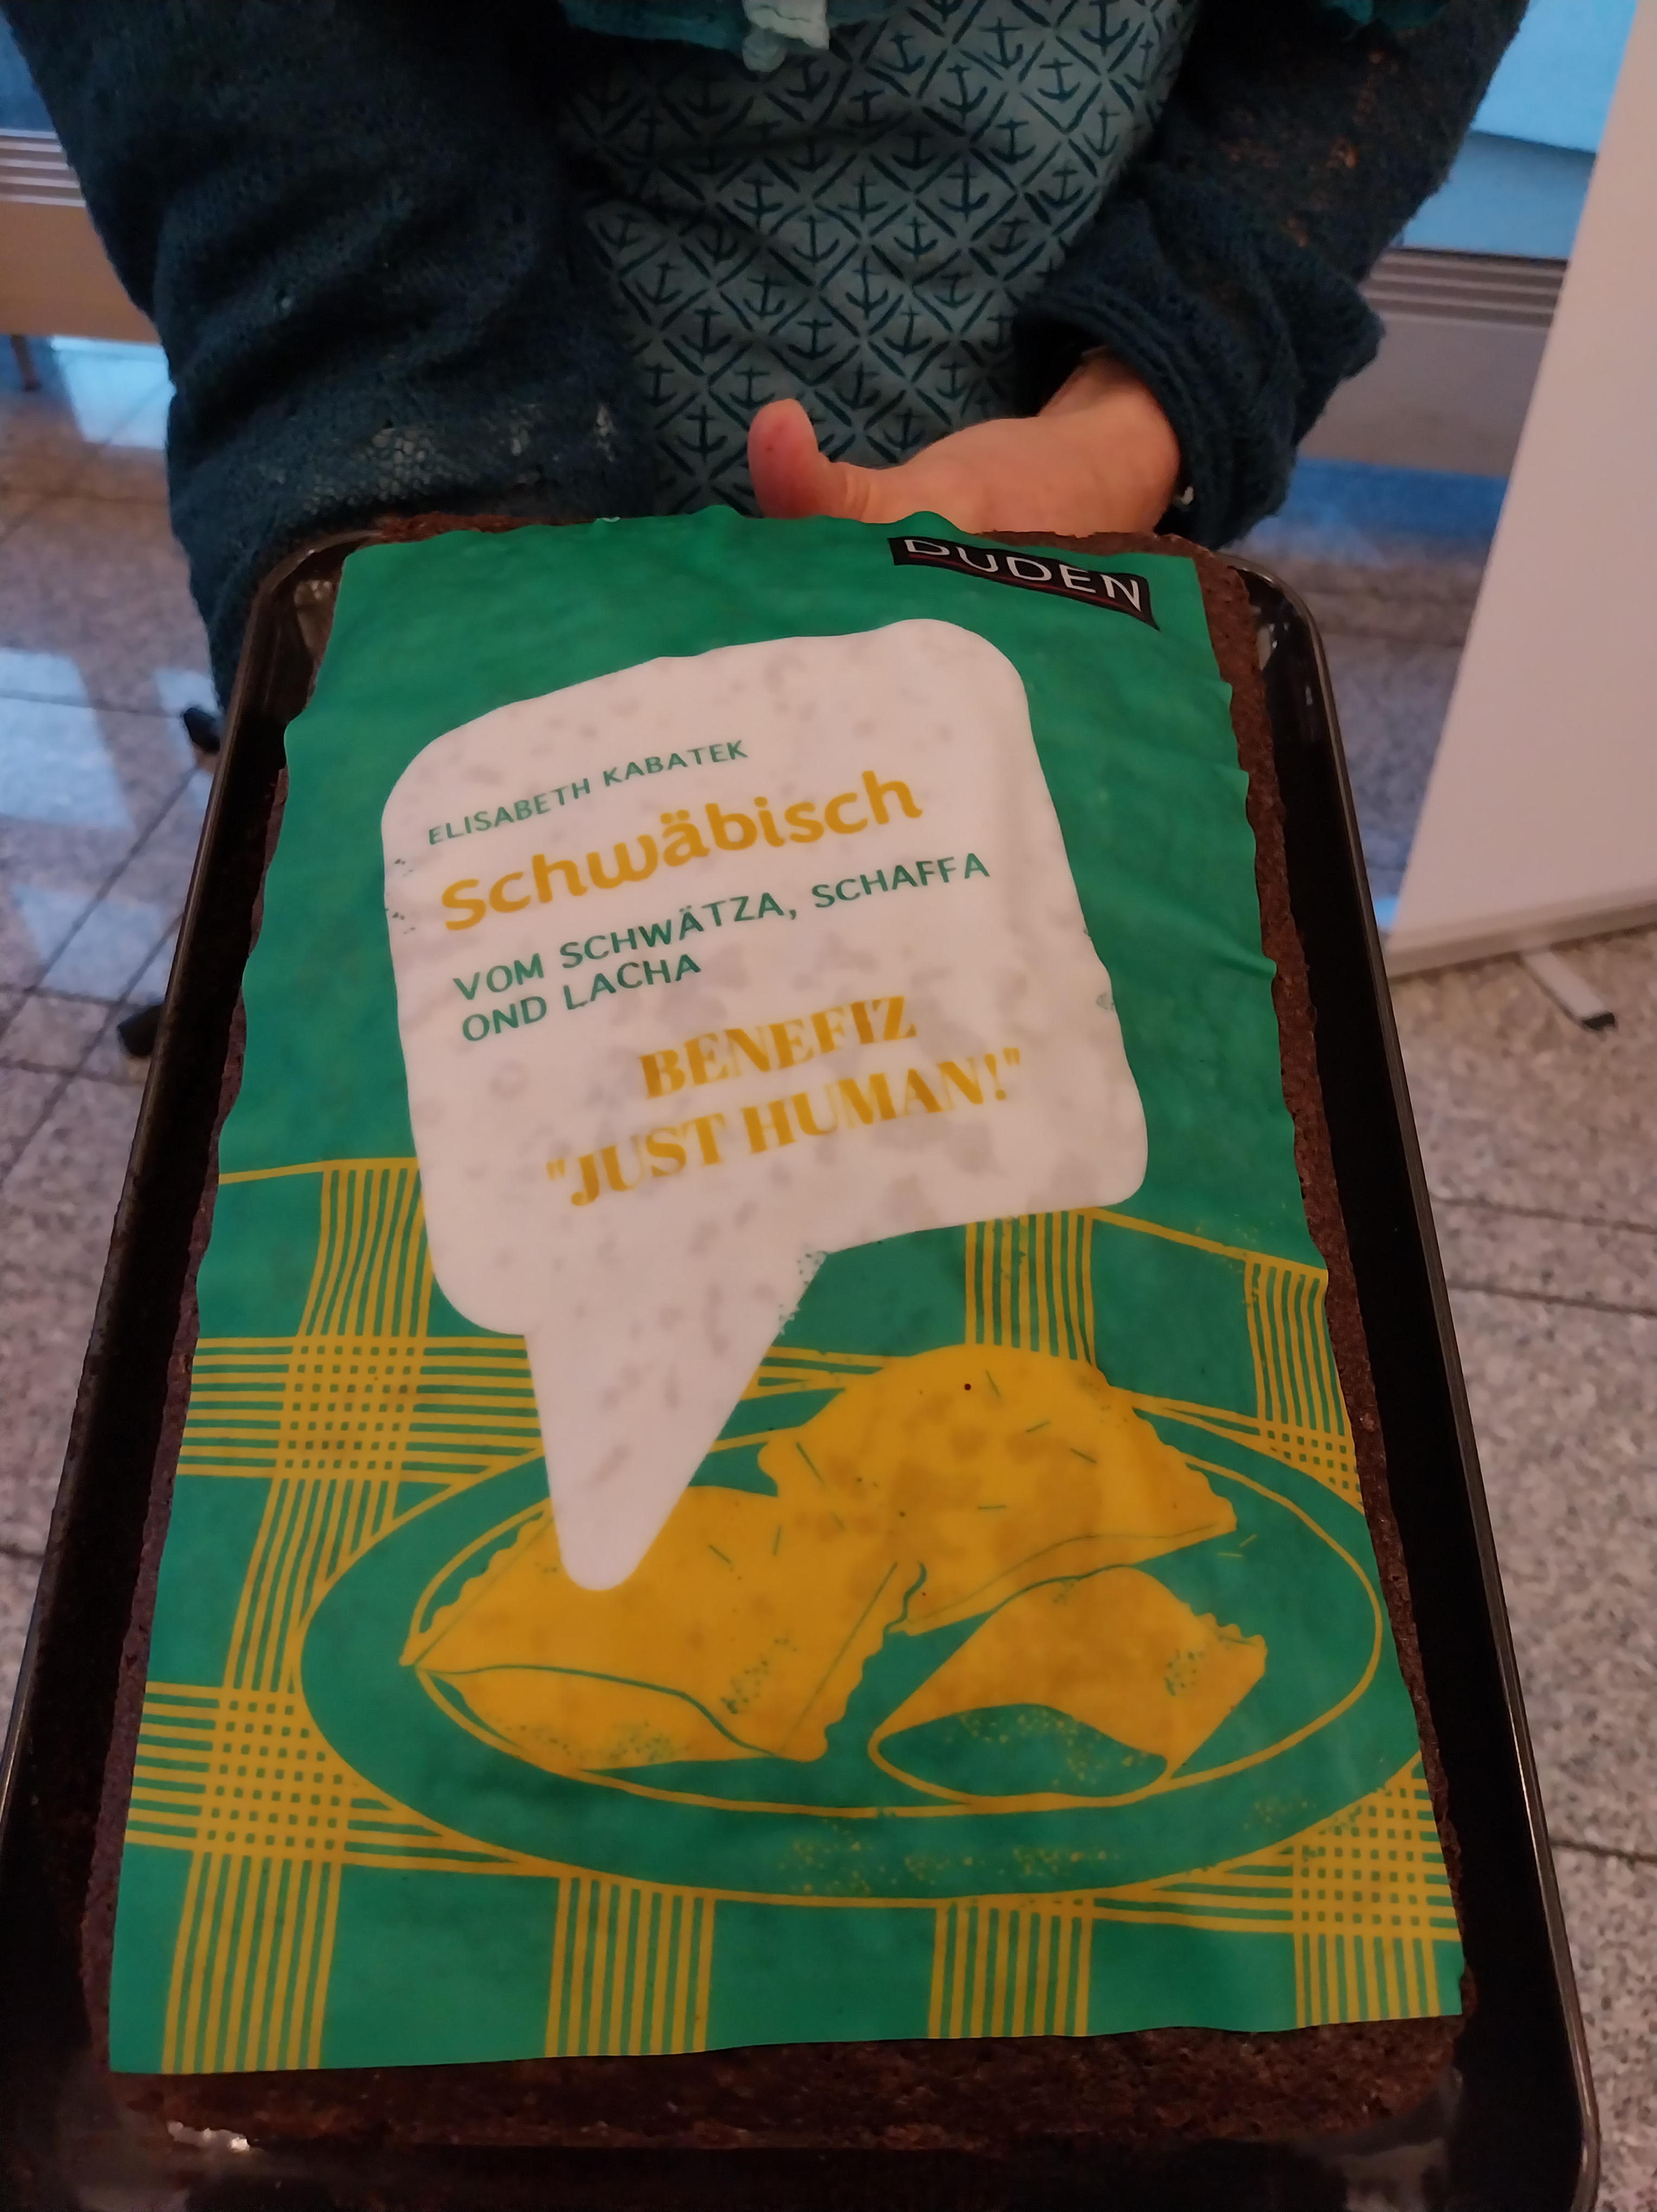 DUDEN
ELISABETH KABATEK
schwäbisch
VOM SCHWÄTZA, SCHAFFA
OND LACHA
BENEFIZ
"JUST HUMAN!"